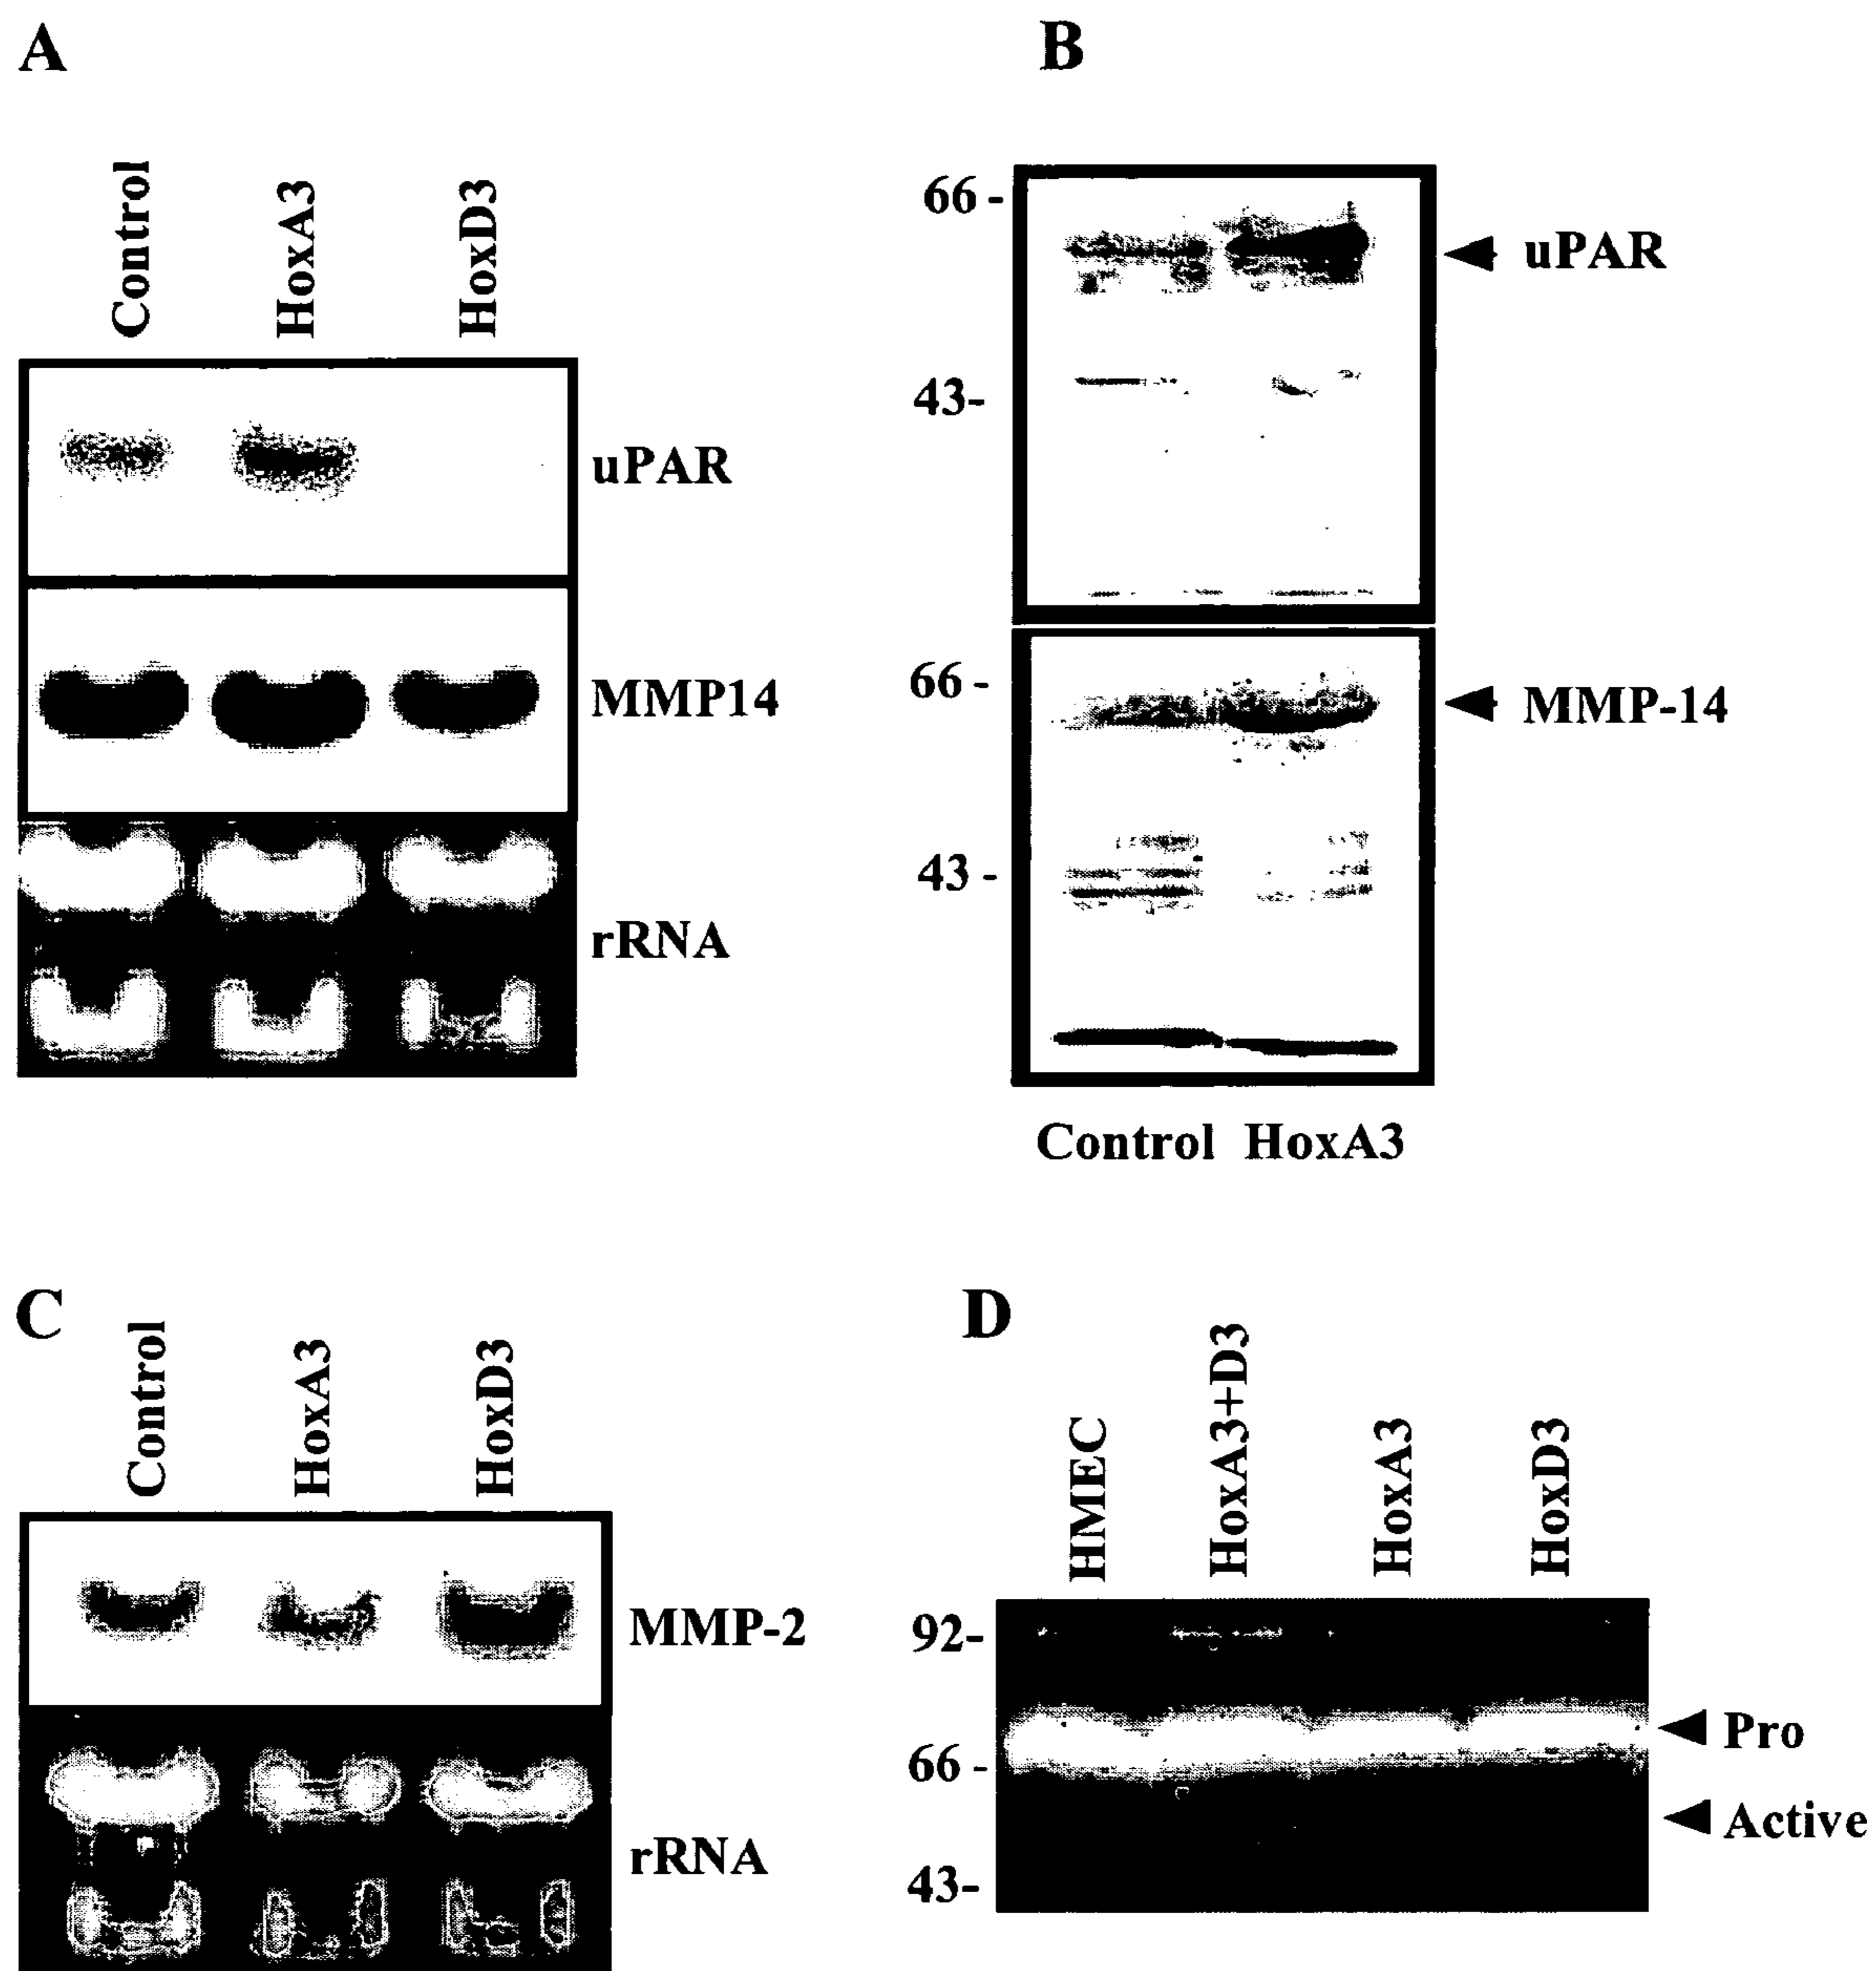 A
Control
HoxA3
HoxD3
uPAR
MMP14
rRNA
B
66 -
uPAR
43-
66 -
MMP-14
43 -
Control HoxA3
C
Control
HoxA3
HoxD3
MMP-2
rRNA
D
HMEC
HoxA3+D3
HoxA3
HoxD3
92-
Pro
66 -
Active
43-